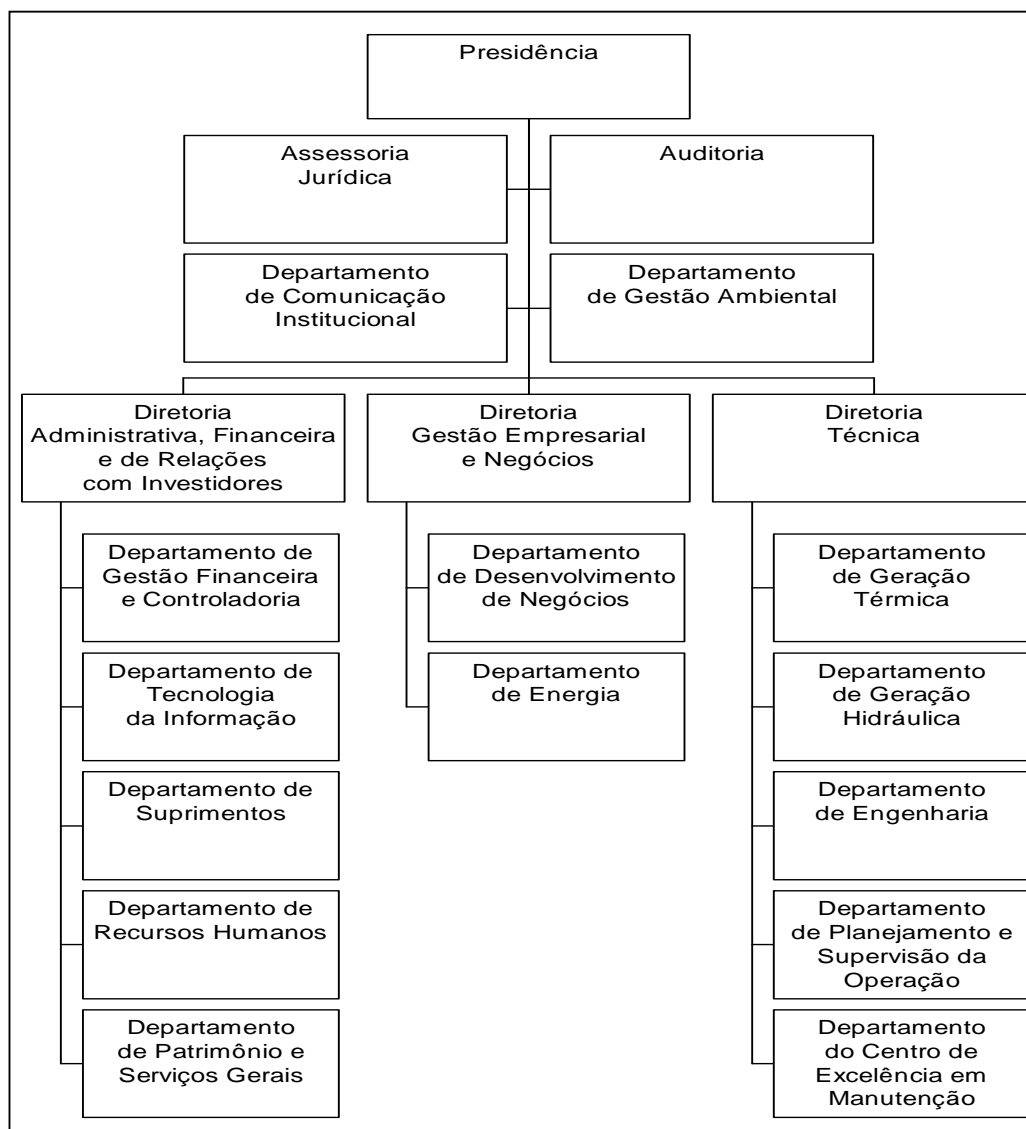 Presidência
Assessoria
Jurídica
Auditoria
Departamento
de Comunicação
Institucional
Departamento
de Gestão Ambiental
Diretoria
Administrativa, Financeira
e de Relações
com Investidores
Diretoria
Gestão Empresarial
e Negócios
Diretoria
Técnica
Departamento de
Gestão Financeira
e Controladoria
Departamento de
Tecnologia
da Informação
Departamento de
Suprimentos
Departamento de
Recursos Humanos
Departamento
de Patrimônio e
Serviços Gerais
Departamento
de Desenvolvimento
de Negócios
Departamento
de Energia
Departamento
de Geração
Térmica
Departamento
de Geração
Hidráulica
Departamento
de Engenharia
Departamento
de Planejamento e
Supervisão da
Operação
Departamento
do Centro de
Excelência em
Manutenção